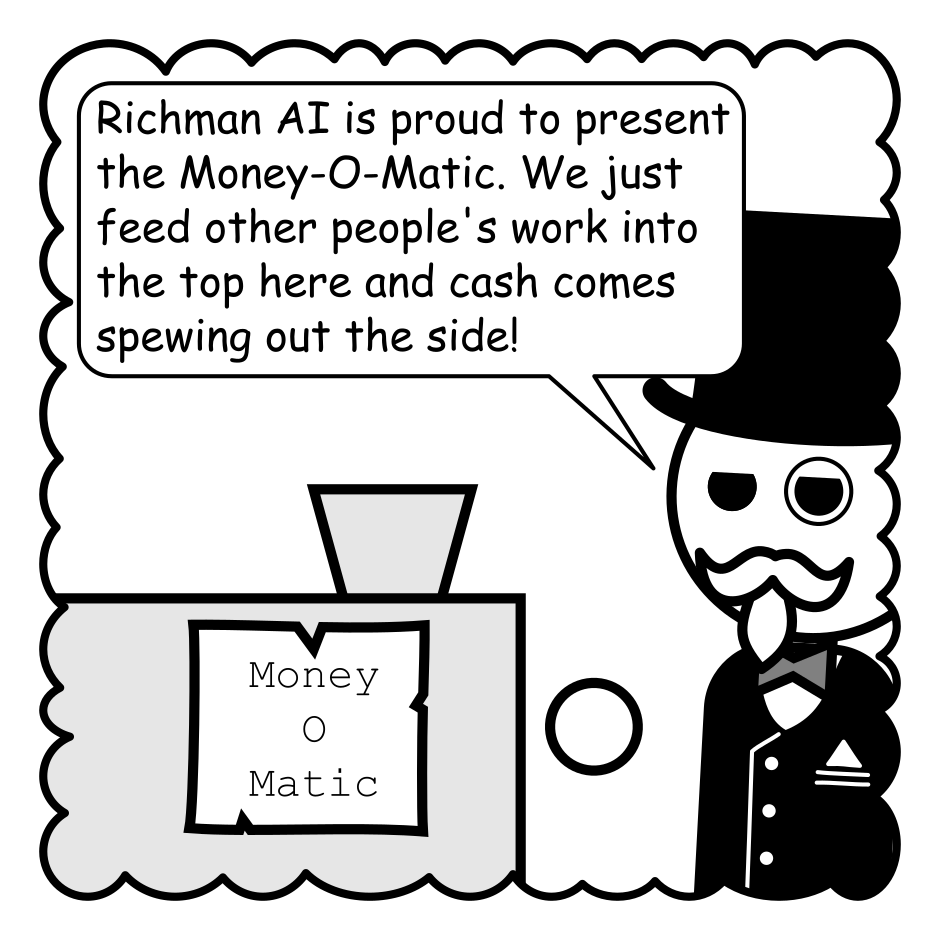 Richman AI is proud to present
the Money-O-Matic. We just
feed other people's work into
the top here and cash comes
spewing out the side!
Money
O
Matic